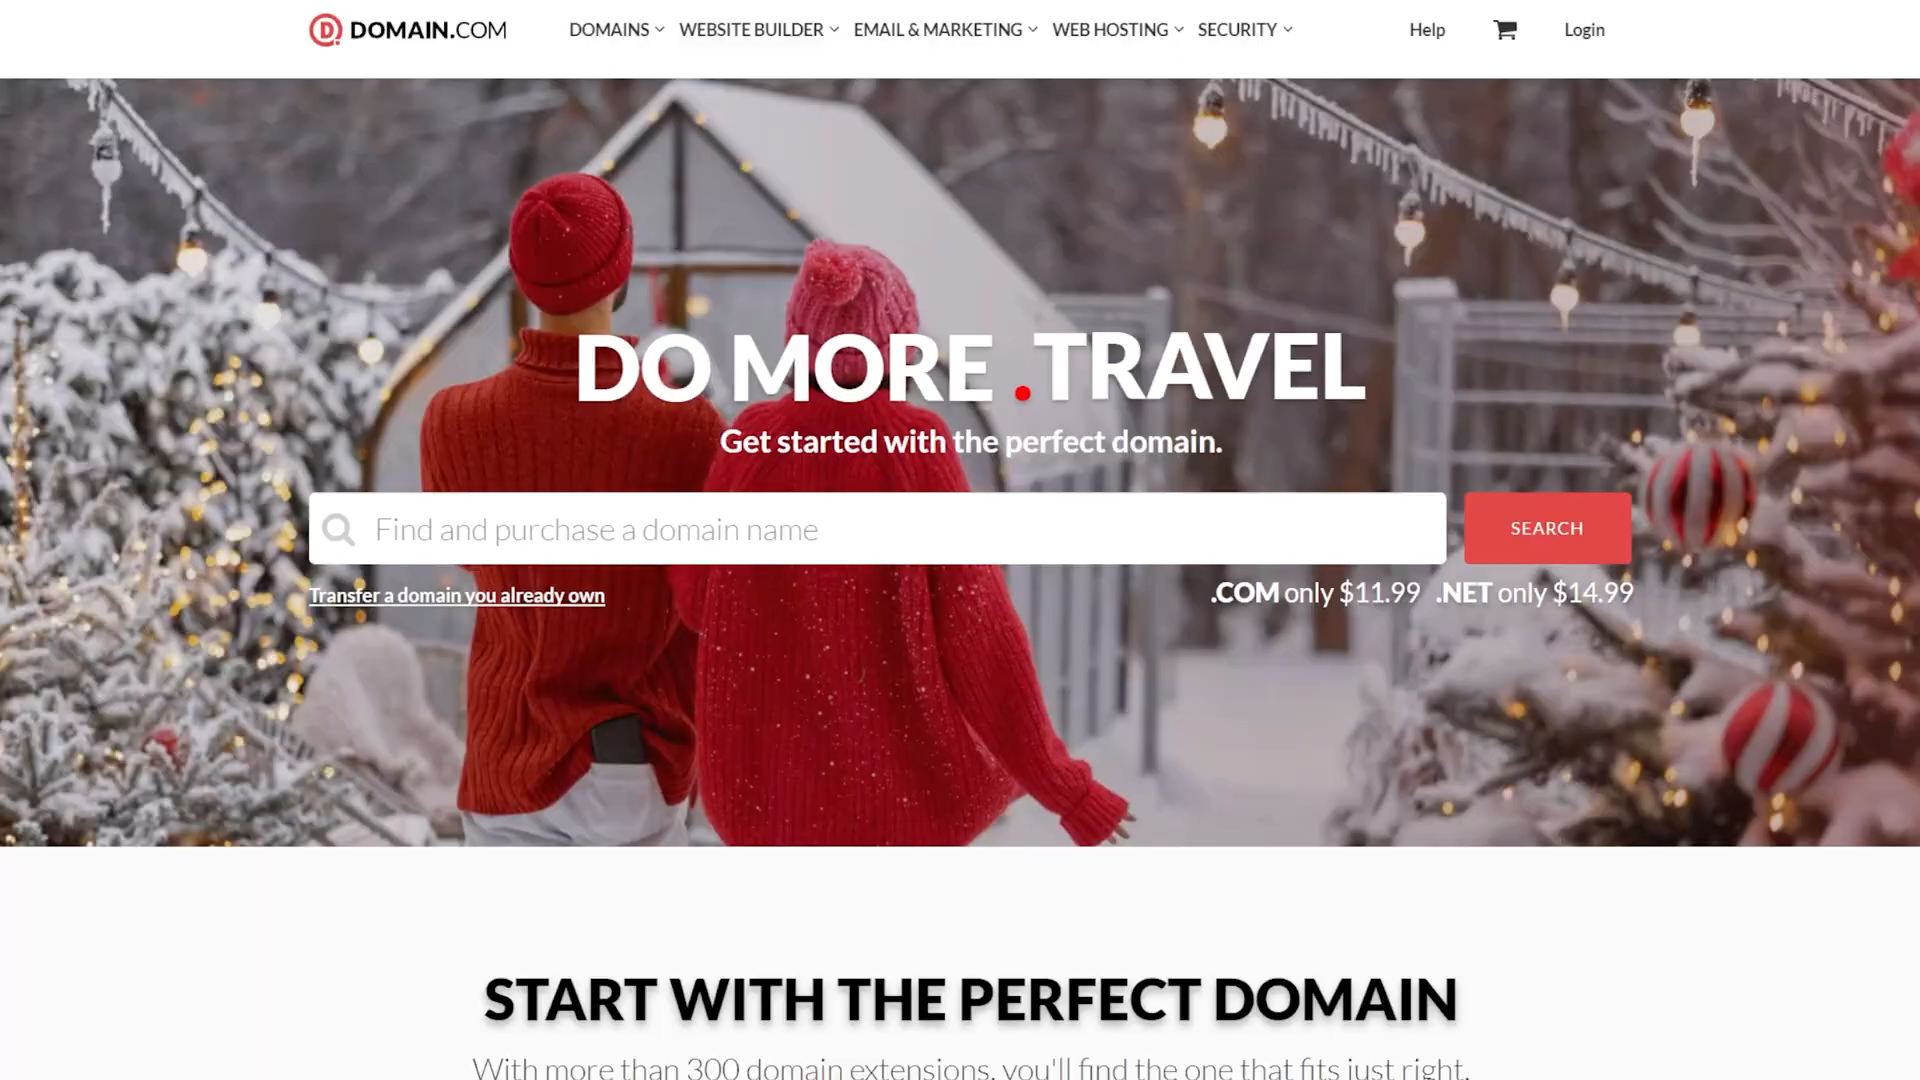 DOMAIN.COM
DOMAINS
WEBSITE BUILDER
EMAIL & MARKETING
WEB HOSTING
SECURITY
Help
Login
DO MORE .TRAVEL
Get started with the perfect domain.
Find and purchase a domain name
SEARCH
Transfer a domain you already own
.COM only $11.99 .NET only $14.99
START WITH THE PERFECT DOMAIN
With more than 300 domain extensions, you'll find the one that fits just right.